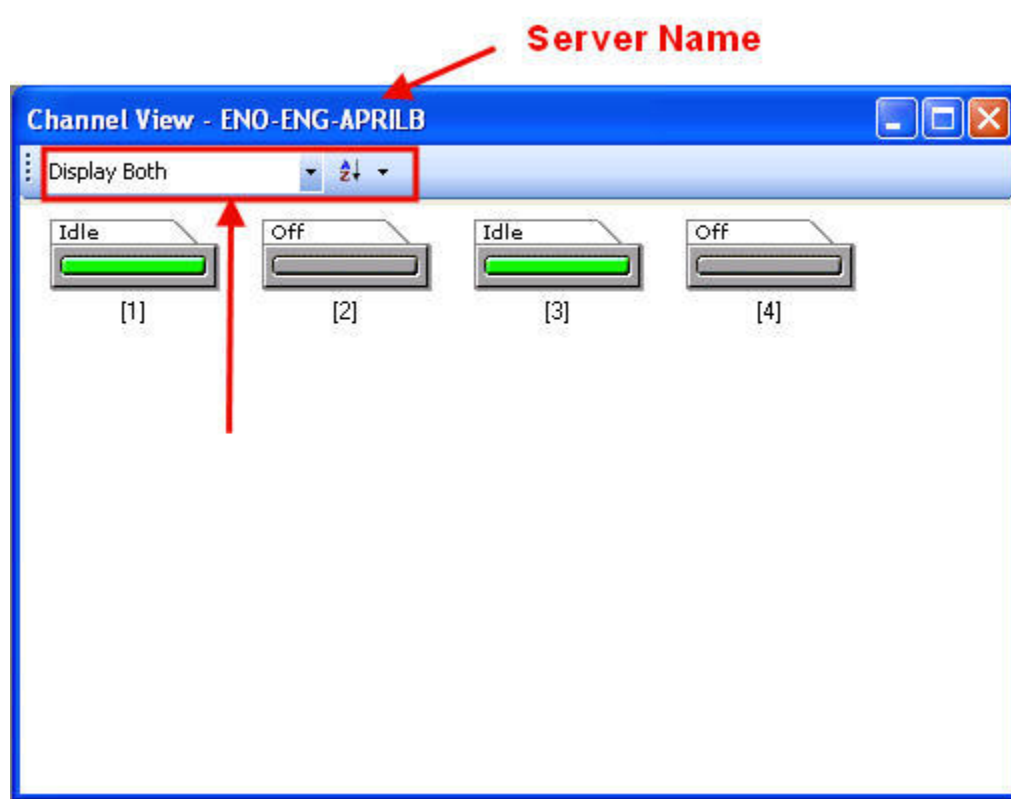 Server Name
Channel View - ENO-ENG-APRILB
Display Both
Idle Off Idle Off
[1] [2] [3] [4]